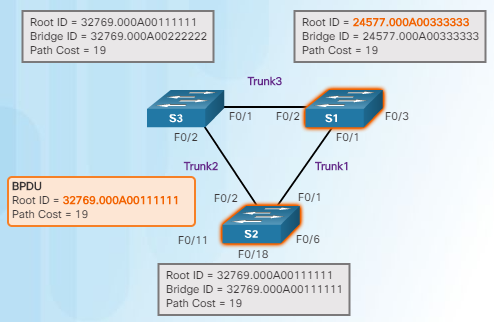 Root ID = 32769.000A00111111
Bridge ID = 32769.000A00222222
Path Cost = 19
Root ID = 24577.000A00333333
Bridge ID = 24577.000A00333333
Path Cost = 19
Trunk3
S3
F0/1
F0/2
S1
F0/3
F0/2
F0/1
Trunk2
Trunk1
BPDU
Root ID = 32769.000A00111111
Path Cost = 19
F0/2
F0/1
F0/11
S2
F0/6
F0/18
Root ID = 32769.000A00111111
Bridge ID = 32769.000A00111111
Path Cost = 19